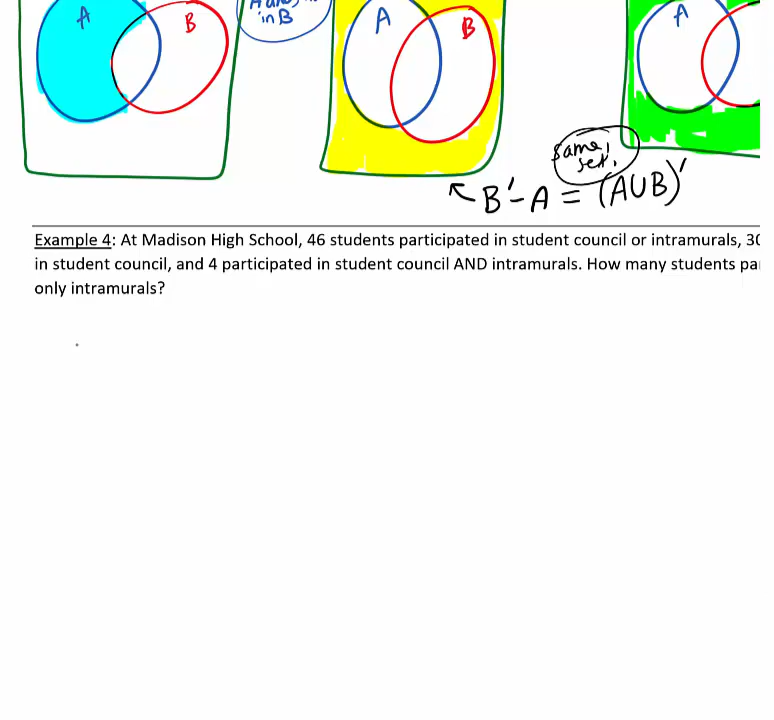 A
B
in B
A
B
A
same
set.
B'-A = (A∪B)'
Example 4: At Madison High School, 46 students participated in student council or intramurals, 30
in student council, and 4 participated in student council AND intramurals. How many students pa
only intramurals?